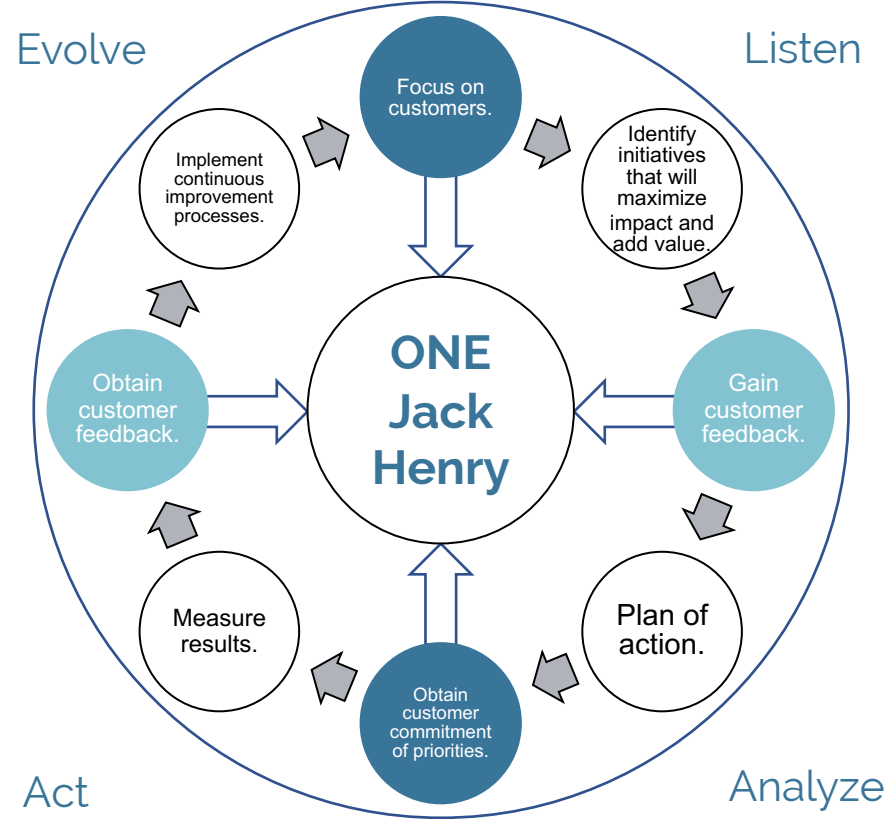 Evolve
Listen
Focus on
customers.
Identify
initiatives
that will
maximize
impact and
add value.
Gain
customer
feedback.
Plan of
action.
Obtain
customer
commitment
of priorities.
Measure
results.
Obtain
customer
feedback.
Implement
continuous
improvement
processes.
ONE
Jack
Henry
Act
Analyze